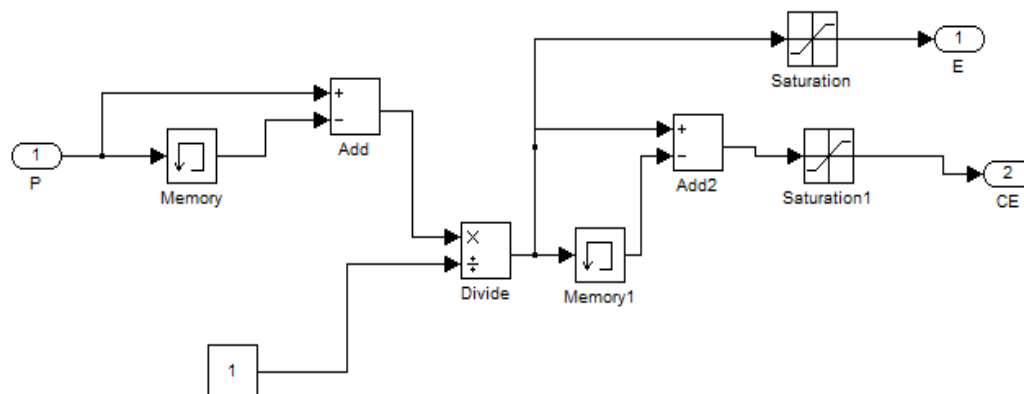 1
E
Saturation
+
−
Add
1
P
Memory
+
−
Add2
Saturation1
2
CE
×
÷
Divide
Memory1
1